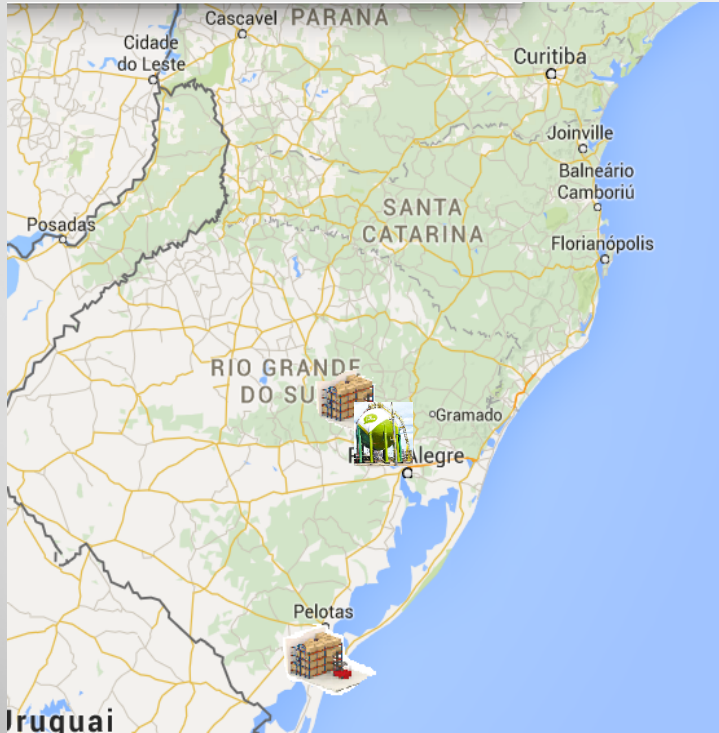 Cascavel
PARANÁ
Cidade
do Leste
Curitiba
Joinville
Balneário
Camboriú
SANTA
CATARINA
Posadas
Florianópolis
RIO GRANDE
DO SU
Gramado
Alegre
Pelotas
Uruguai